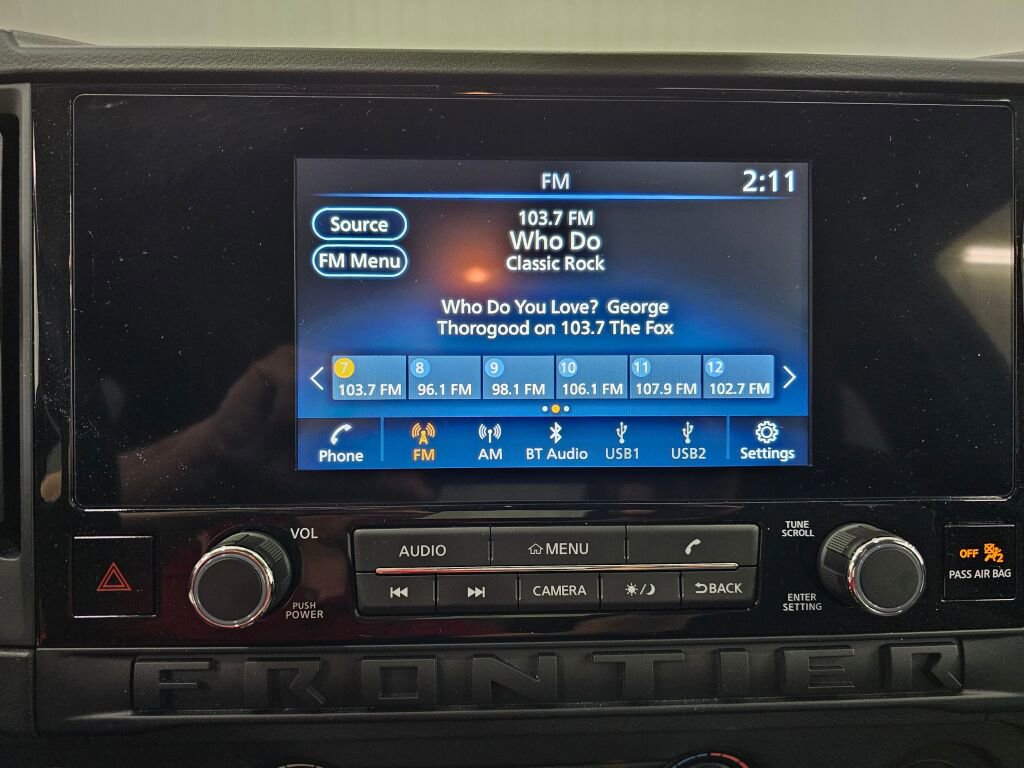 FM
2:11
Source
FM Menu
103.7 FM
Who Do
Classic Rock
Who Do You Love? George
Thorogood on 103.7 The Fox
7
103.7 FM
8
96.1 FM
9
98.1 FM
10
106.1 FM
11
107.9 FM
12
102.7 FM
Phone
FM
AM
BT Audio
USB1
USB2
Settings
VOL
PUSH
POWER
AUDIO
MENU
CAMERA
BACK
TUNE
SCROLL
ENTER
SETTING
OFF
2
PASS AIR BAG
FRONTIER